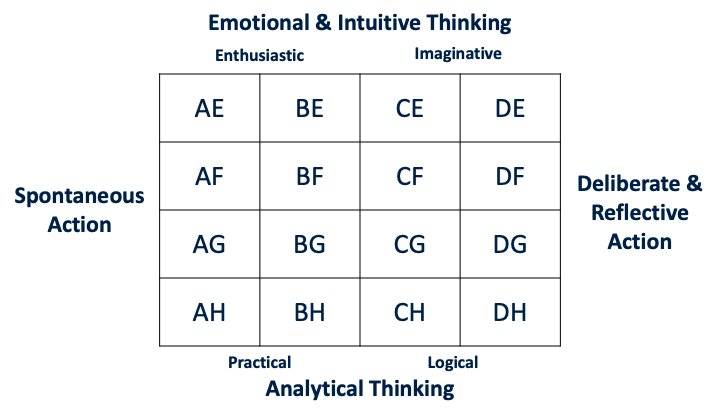 Emotional & Intuitive Thinking
Enthusiastic Imaginative
AE BE CE DE
AF BF CF DF
Spontaneous
Action
Deliberate &
Reflective
Action
AG BG CG DG
AH BH CH DH
Practical Logical
Analytical Thinking